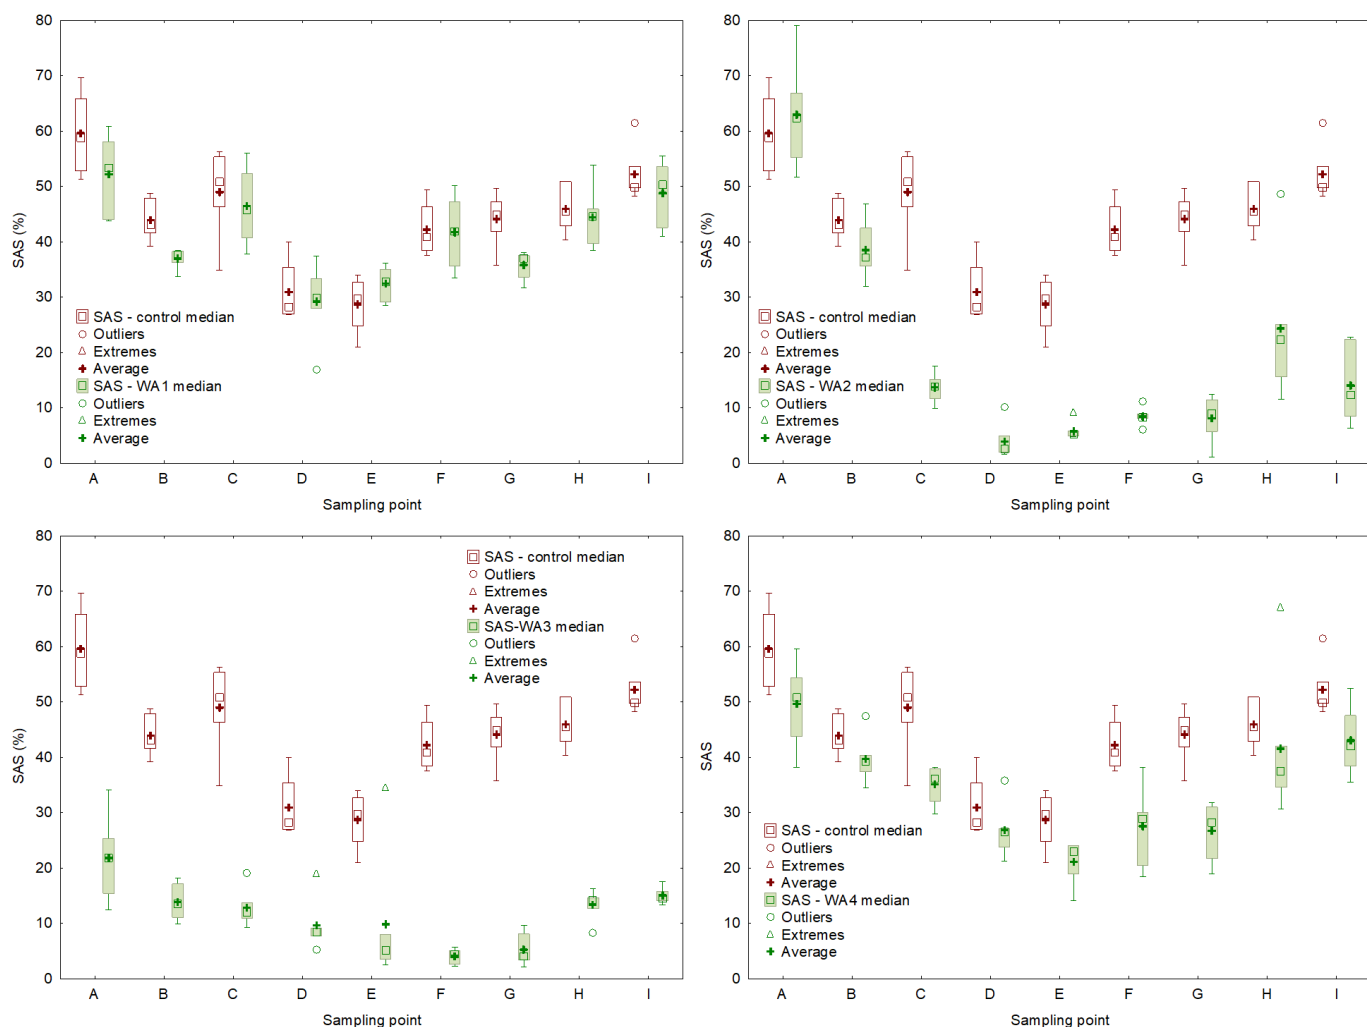 80
70
60
50
40
30
20
10
0
SAS (%)
SAS - control median
Outliers
Extremes
Average
SAS - WA1 median
Outliers
Extremes
Average
A B C D E F G H I
Sampling point
80
70
60
50
40
30
20
10
0
SAS (%)
SAS - control median
Outliers
Extremes
Average
SAS - WA2 median
Outliers
Extremes
Average
A B C D E F G H I
Sampling point
80
70
60
50
40
30
20
10
0
SAS (%)
SAS - control median
Outliers
Extremes
Average
SAS-WA3 median
Outliers
Extremes
Average
A B C D E F G H I
Sampling point
80
70
60
50
40
30
20
10
0
SAS
SAS - control median
Outliers
Extremes
Average
SAS - WA4 median
Outliers
Extremes
Average
A B C D E F G H I
Sampling point